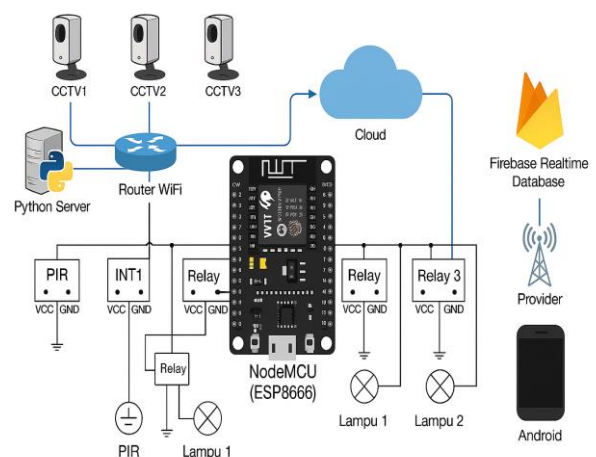 CCTV1
CCTV2
CCTV3
Cloud
Python Server
Router WiFi
Firebase Realtime
Database
PIR
INT1
Relay
Relay
Relay 3
VCC GND
VCC GND
VCC GND
VCC GND
VCC GND
Provider
Relay
NodeMCU
(ESP8666)
Lampu 1
Lampu 2
PIR
Lampu 1
Android